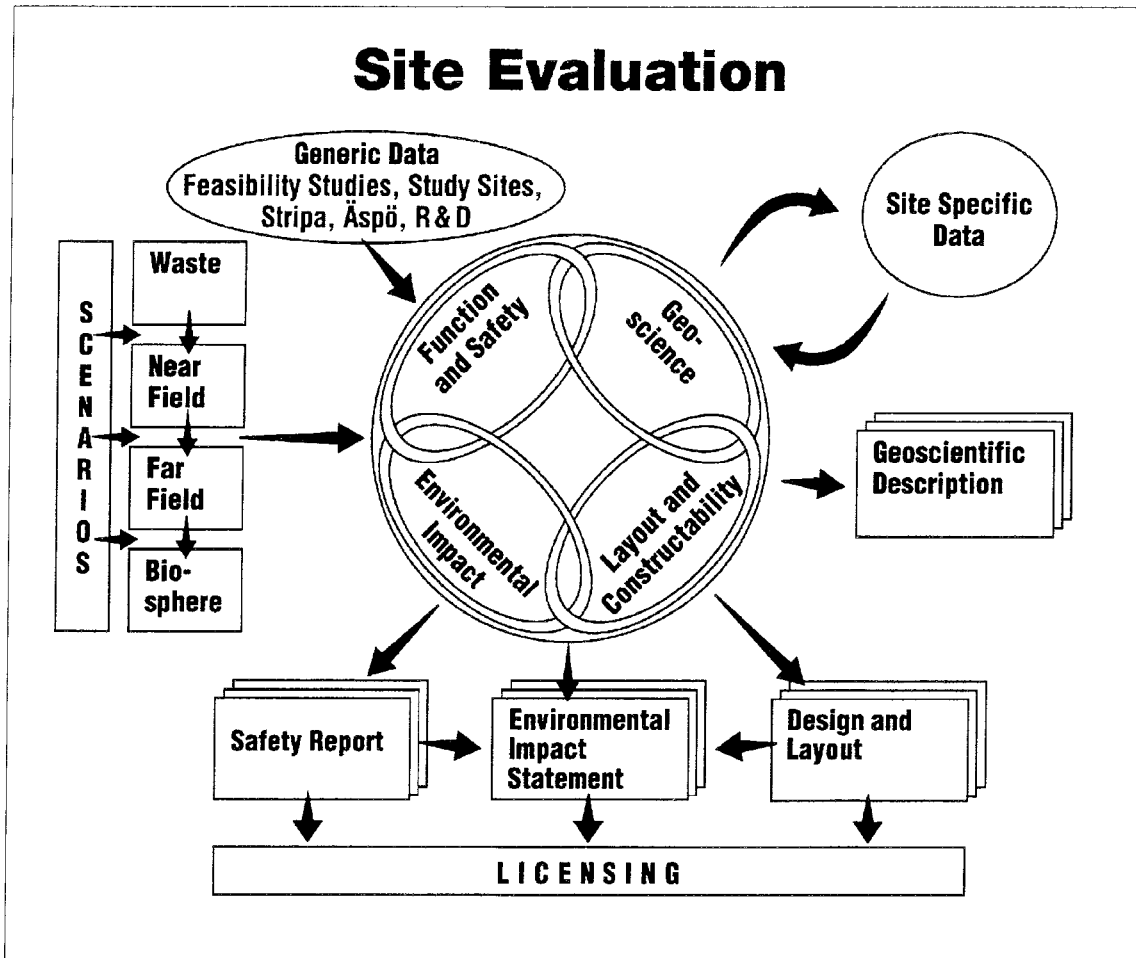 Site Evaluation
Generic Data
Feasibility Studies, Study Sites,
Stripa, Äspö, R & D
Site Specific
Data
SCENARIOS
Waste
Near
Field
Far
Field
Bio-
sphere
Function
and Safety
Geo-
science
Environmental
Impact
Layout and
Constructability
Geoscientific
Description
Safety Report
Environmental
Impact
Statement
Design and
Layout
LICENSING